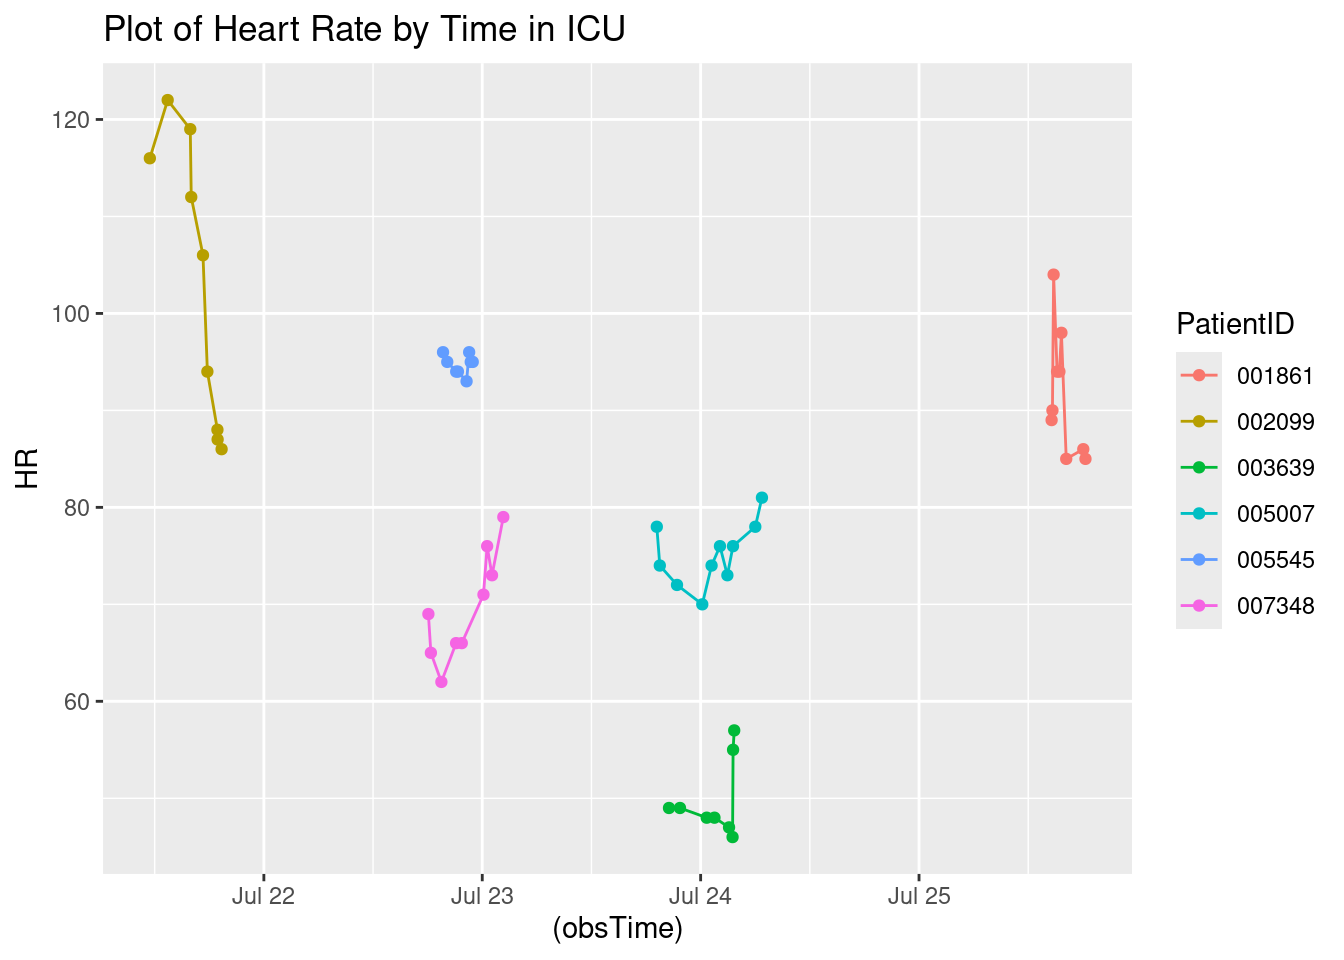 Plot of Heart Rate by Time in ICU
120
100
80
60
HR
Jul 22
Jul 23
Jul 24
Jul 25
(obsTime)
PatientID
001861
002099
003639
005007
005545
007348